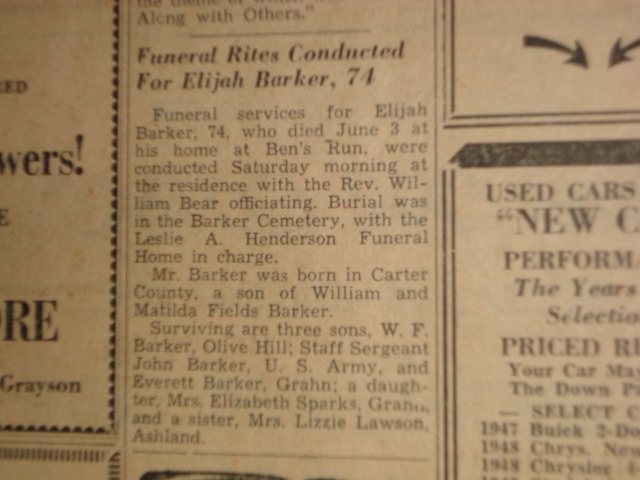 Along with Others."
Funeral Rites Conducted
For Elijah Barker, 74
Funeral services for Elijah
Barker, 74, who died June 3 at
his home at Ben's Run, were
conducted Saturday morning at
the residence with the Rev. Wil-
liam Bear officiating. Burial was
in the Barker Cemetery, with the
Leslie A. Henderson Funeral
Home in charge.
Mr. Barker was born in Carter
County, a son of William and
Matilda Fields Barker.
Surviving are three sons, W. F.
Barker, Olive Hill; Staff Sergeant
John Barker, U. S. Army, and
Everett Barker, Grahn; a daugh-
ter, Mrs. Elizabeth Sparks, Grahn,
and a sister, Mrs. Lizzie Lawson,
Ashland.
wers!
ORE
Grayson
USED CARS
"NEW C
PERFORMA
The Years
Selectio
PRICED RI
Your Car May
The Down P
— SELECT C
1947 Buick 2-Do
1948 Chrys. New
1948 Chrysler 4-